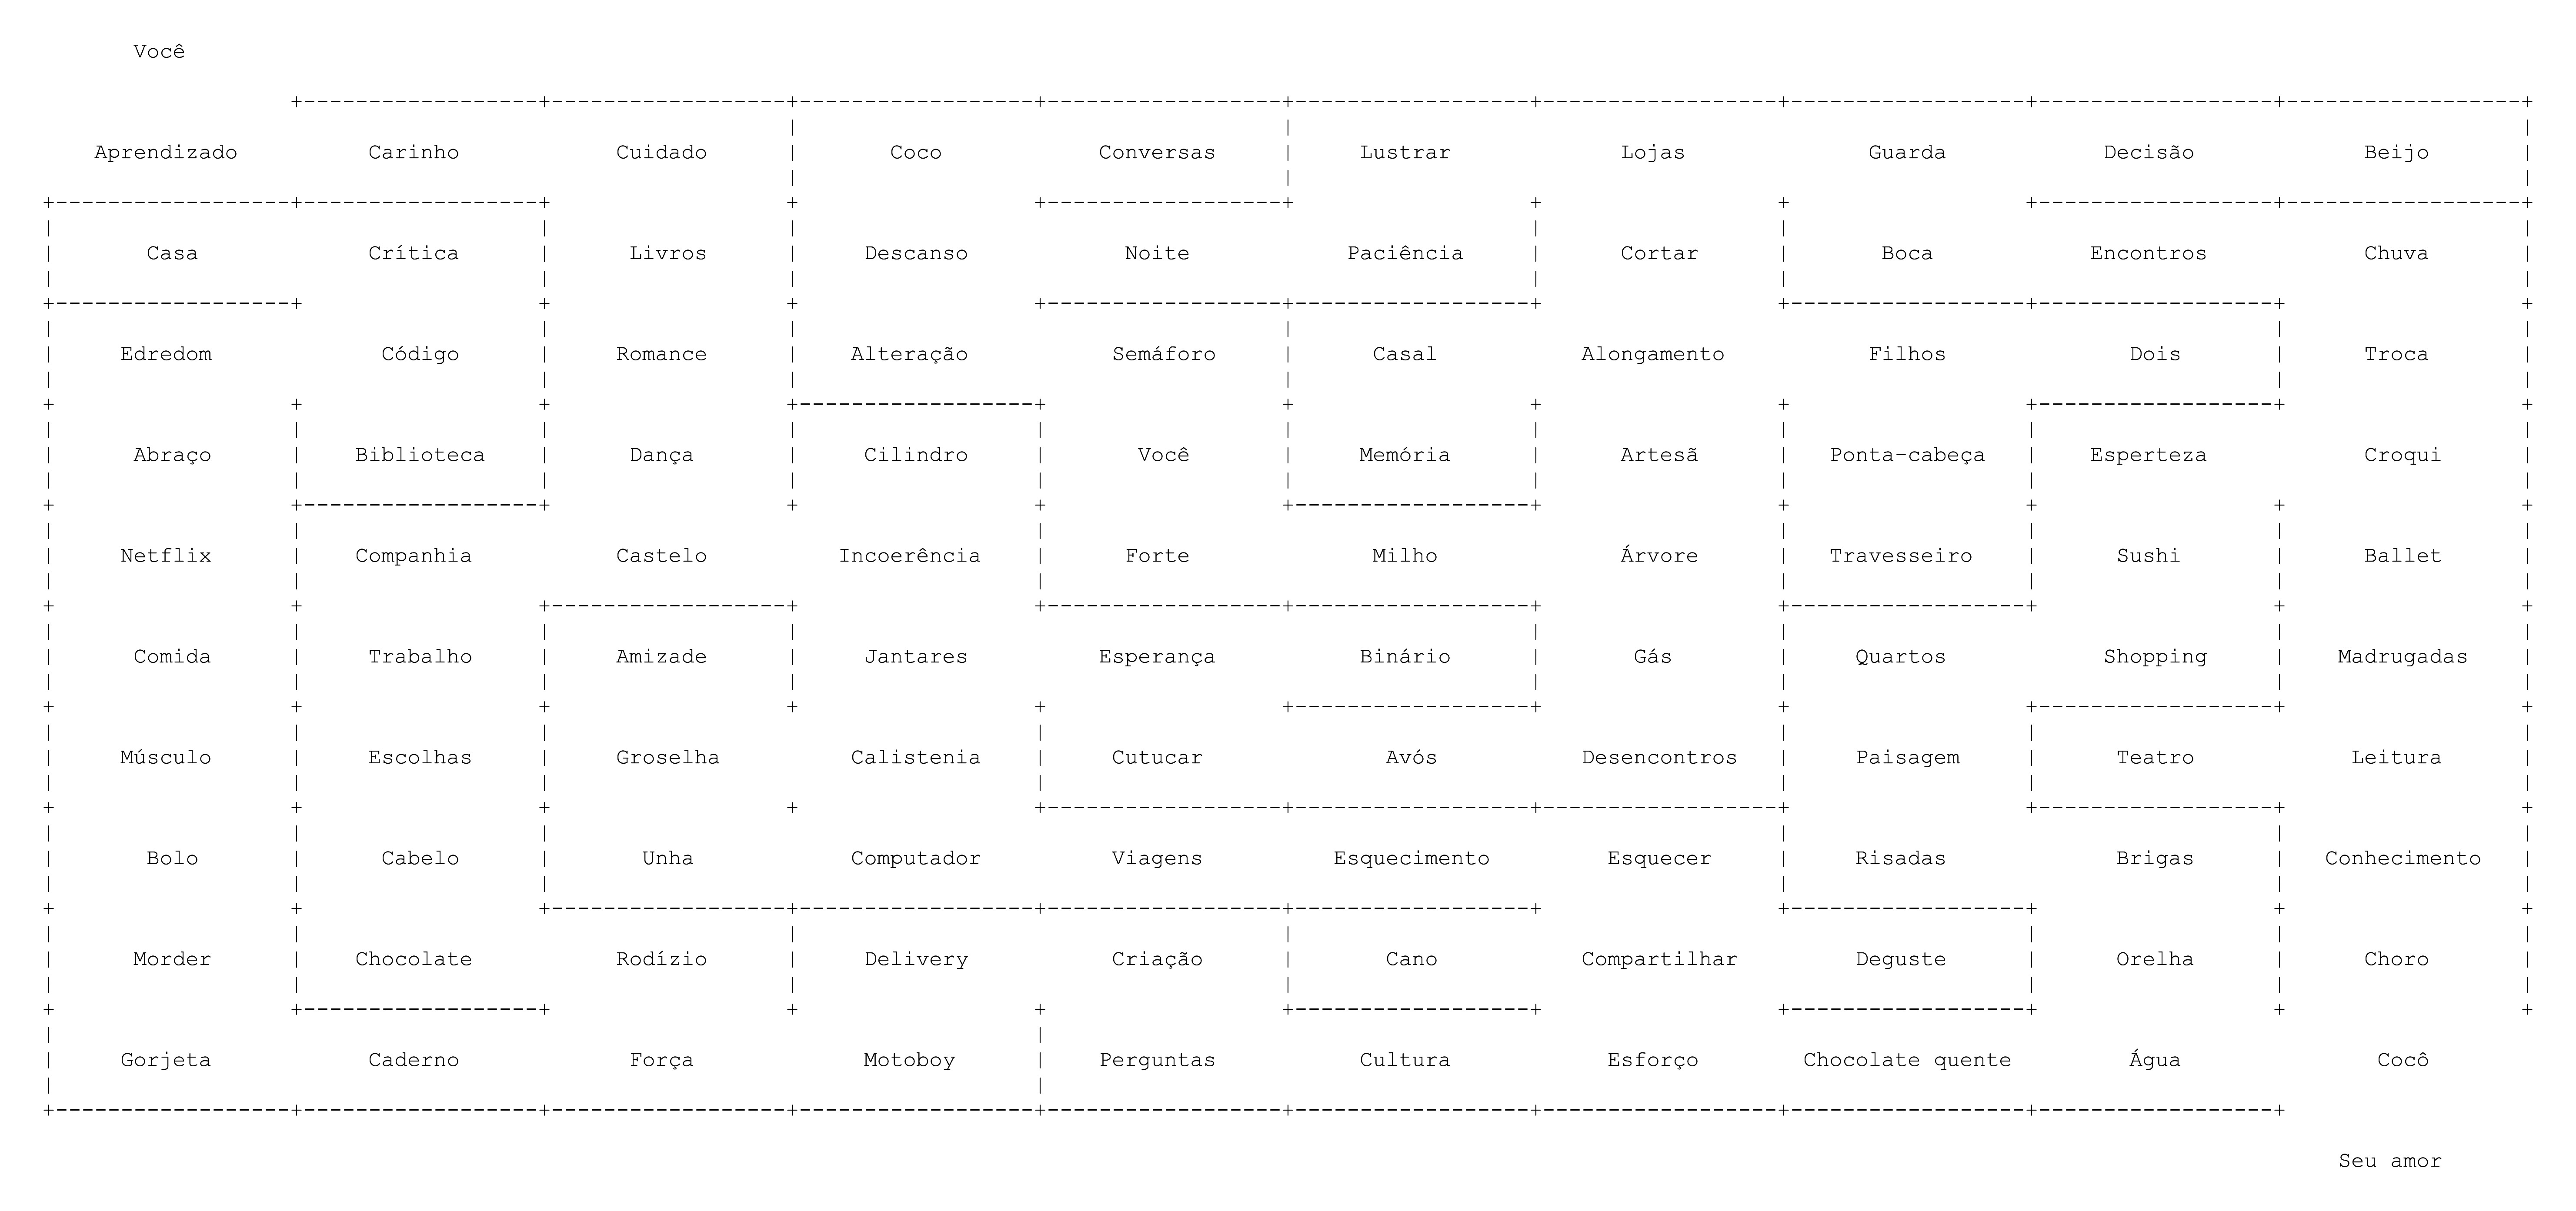 Você
Aprendizado Carinho Cuidado Coco Conversas Lustrar Lojas Guarda Decisão Beijo
Casa Crítica Livros Descanso Noite Paciência Cortar Boca Encontros Chuva
Edredom Código Romance Alteração Semáforo Casal Alongamento Filhos Dois Troca
Abraço Biblioteca Dança Cilindro Você Memória Artesã Ponta-cabeça Esperteza Croqui
Netflix Companhia Castelo Incoerência Forte Milho Árvore Travesseiro Sushi Ballet
Comida Trabalho Amizade Jantares Esperança Binário Gás Quartos Shopping Madrugadas
Músculo Escolhas Groselha Calistenia Cutucar Avós Desencontros Paisagem Teatro Leitura
Bolo Cabelo Unha Computador Viagens Esquecimento Esquecer Risadas Brigas Conhecimento
Morder Chocolate Rodízio Delivery Criação Cano Compartilhar Deguste Orelha Choro
Gorjeta Caderno Força Motoboy Perguntas Cultura Esforço Chocolate quente Água Cocô
Seu amor